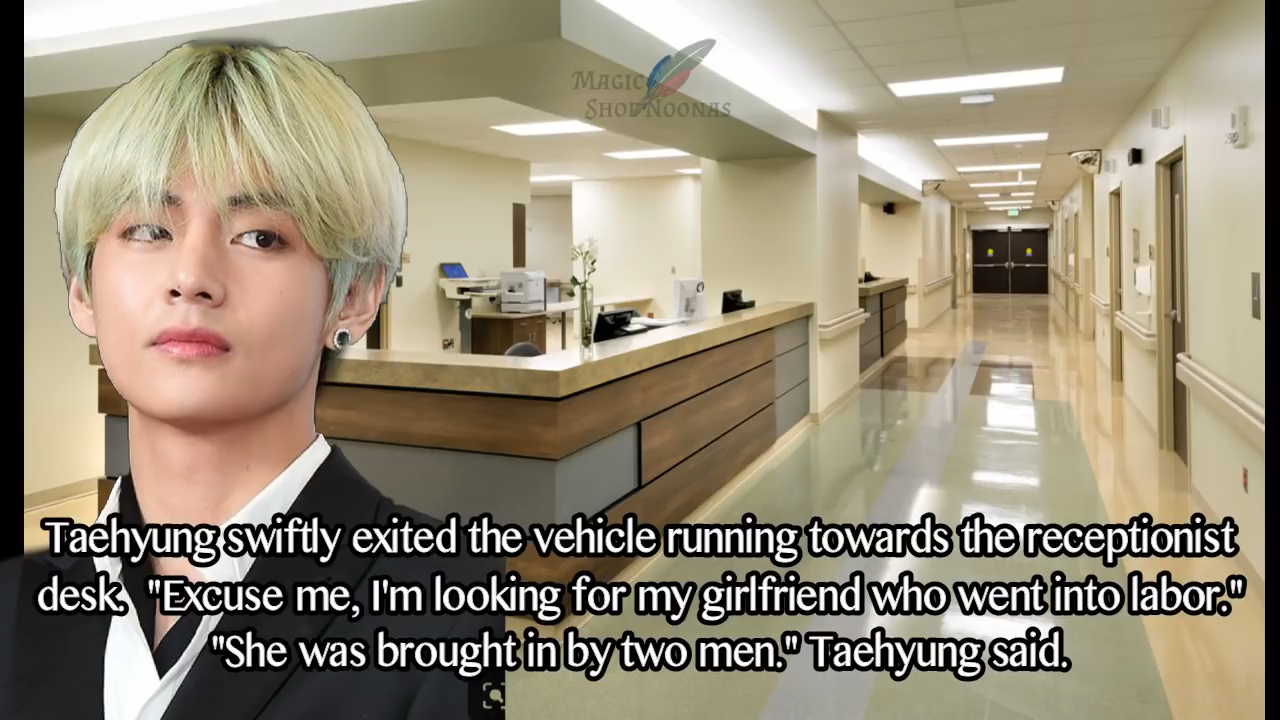 MAGIC
SHOP NOONAS
Taehyung swiftly exited the vehicle running towards the receptionist
desk. "Excuse me, I'm looking for my girlfriend who went into labor."
"She was brought in by two men." Taehyung said.